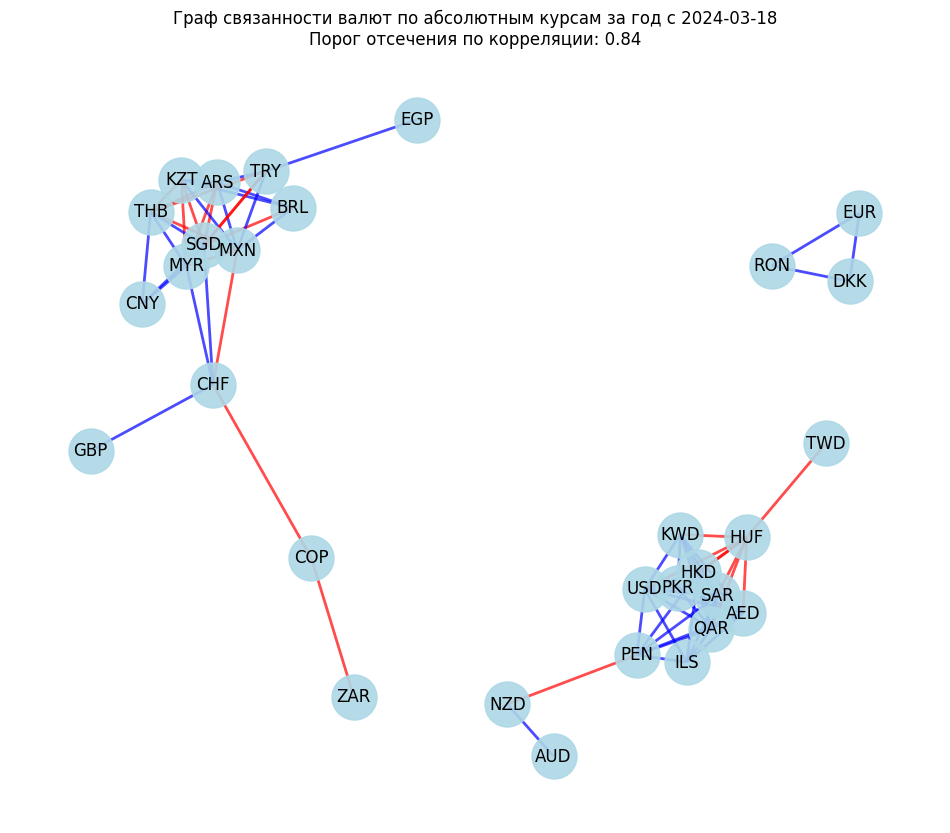 Граф связанности валют по абсолютным курсам за год с 2024-03-18
Порог отсечения по корреляции: 0.84
EGP
TRY
KZT
ARS
BRL
THB
EUR
SGD
MXN
MYR
RON
DKK
CNY
CHF
TWD
GBP
KWD
HUF
COP
HKD
USD
PKR
SAR
AED
QAR
PEN
ILS
ZAR
NZD
AUD